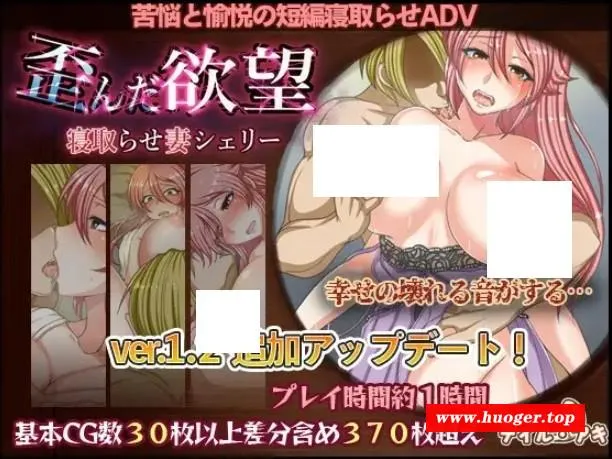 苦悩と愉悦の短編寝取らせADV
歪んだ欲望
寝取らせ妻シェリー
幸せの壊れる音がする…
ver.1.2 追加アップデート！
プレイ時間約１時間
www.huoger.top
基本CG数３０枚以上差分含め３７０枚超え